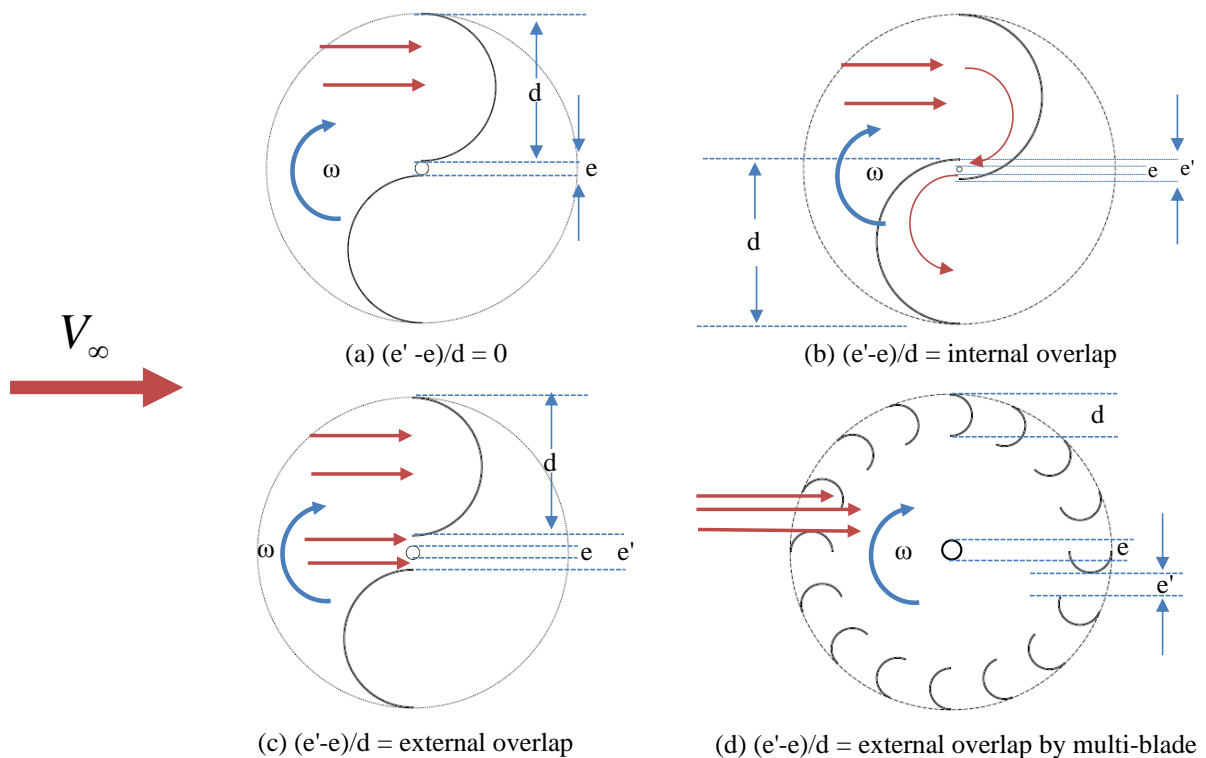 d
ω
e
(a) (e' -e)/d = 0
ω
d
e
e'
(b) (e'-e)/d = internal overlap
V∞
d
ω
e
e'
(c) (e'-e)/d = external overlap
d
ω
e
e'
(d) (e'-e)/d = external overlap by multi-blade